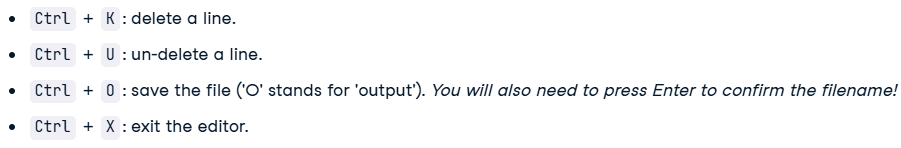 Ctrl + K : delete a line.
Ctrl + U : un-delete a line.
Ctrl + O : save the file ('O' stands for 'output'). You will also need to press Enter to confirm the filename!
Ctrl + X : exit the editor.